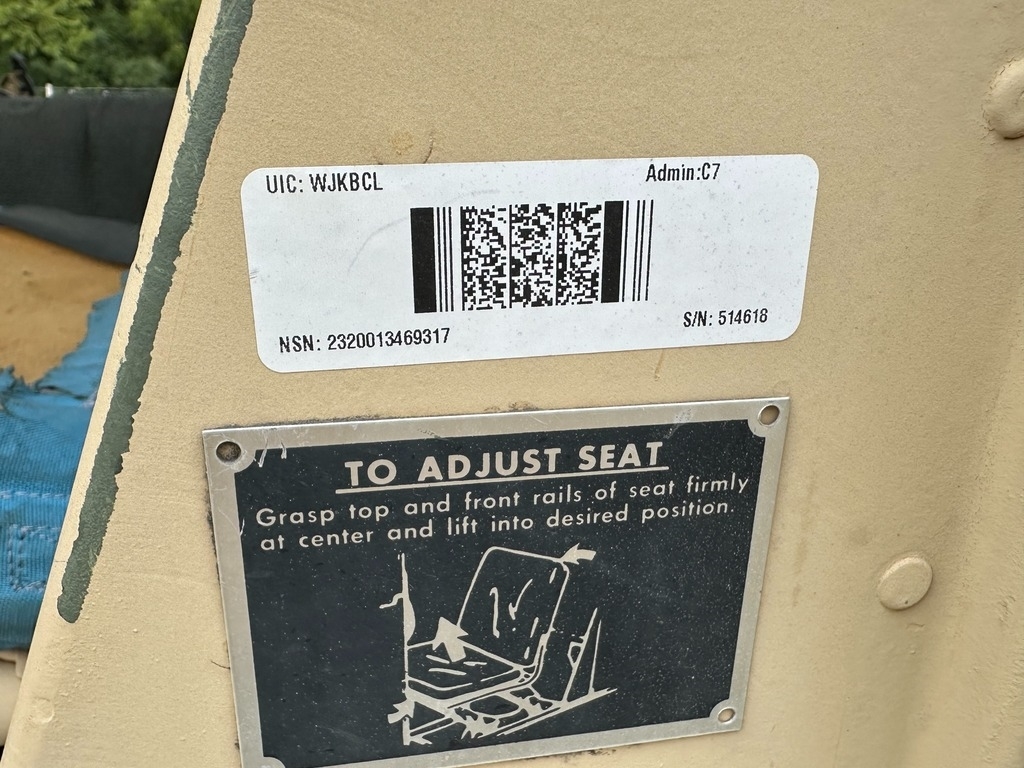 UIC: WJKBCL
Admin:C7
NSN: 2320013469317
S/N: 514618
TO ADJUST SEAT
Grasp top and front rails of seat firmly
at center and lift into desired position.